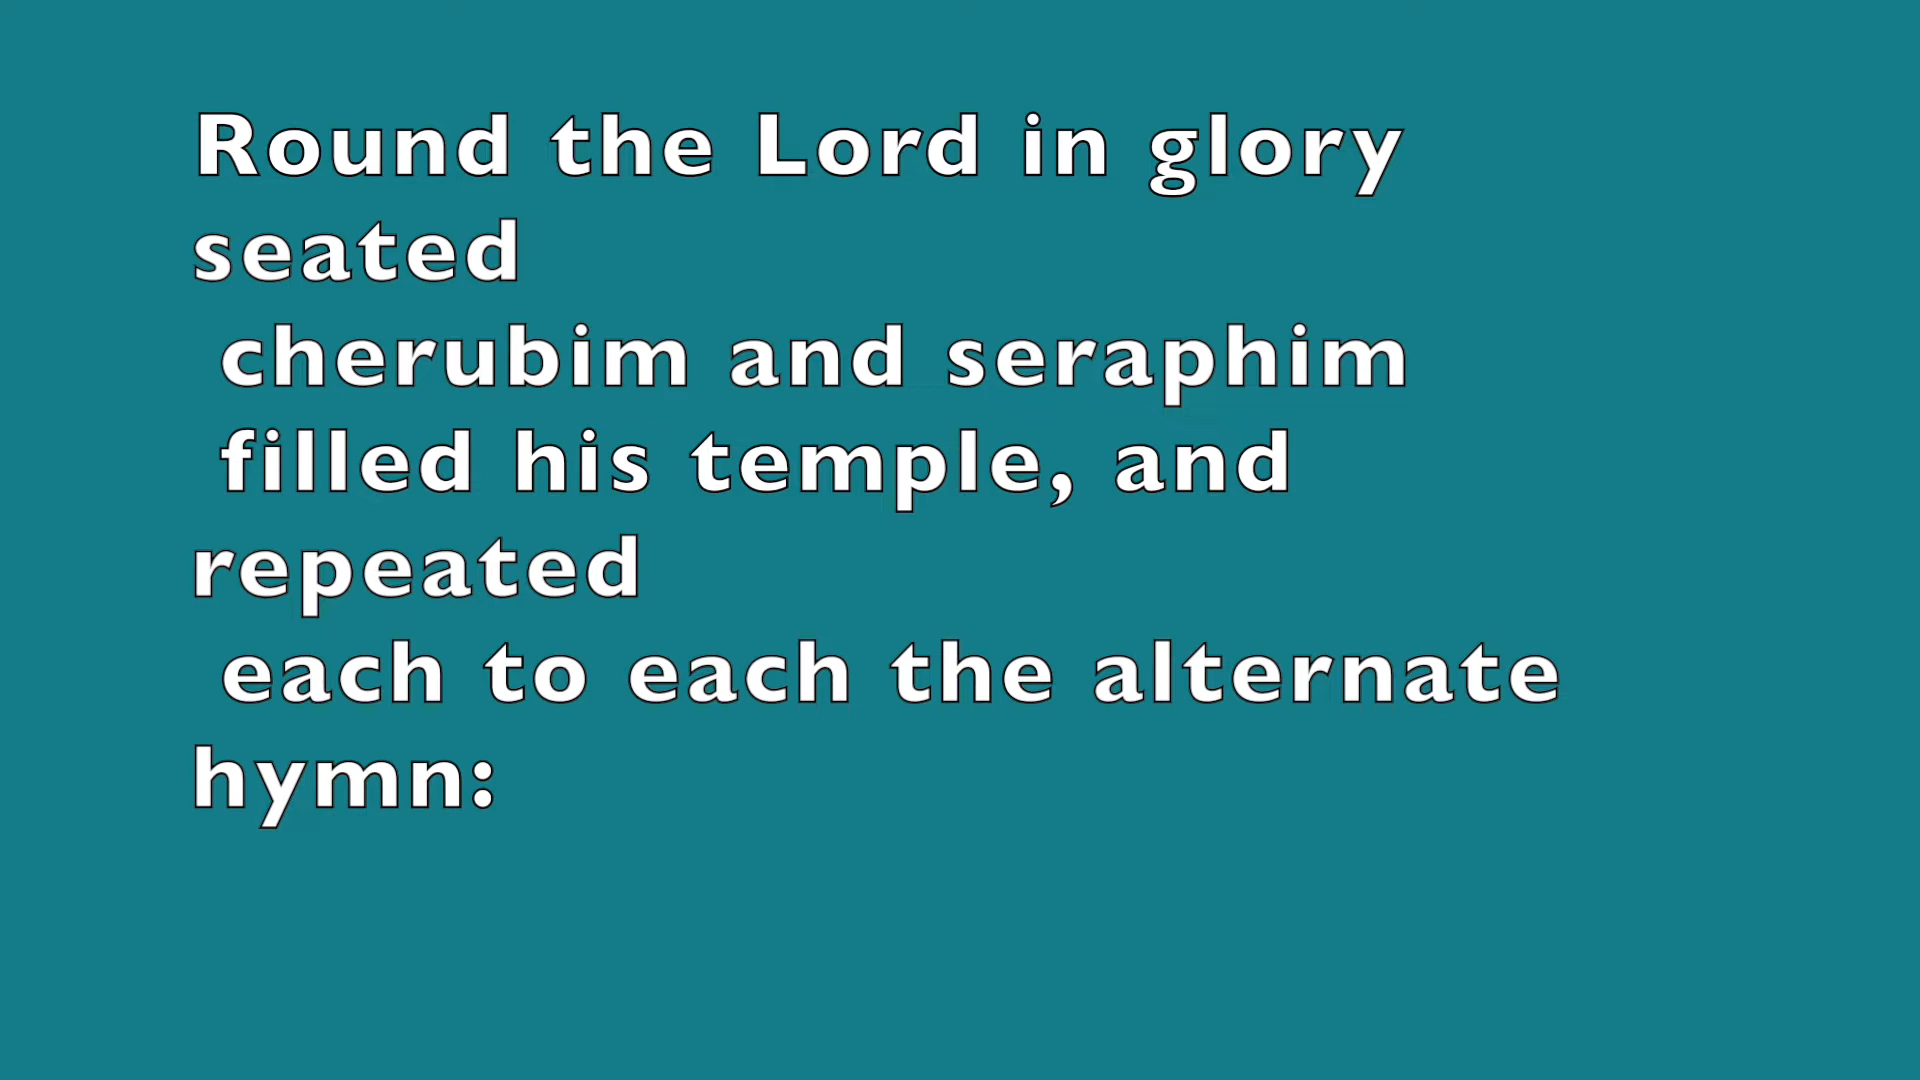 Round the Lord in glory
seated
cherubim and seraphim
filled his temple, and
repeated
each to each the alternate
hymn: